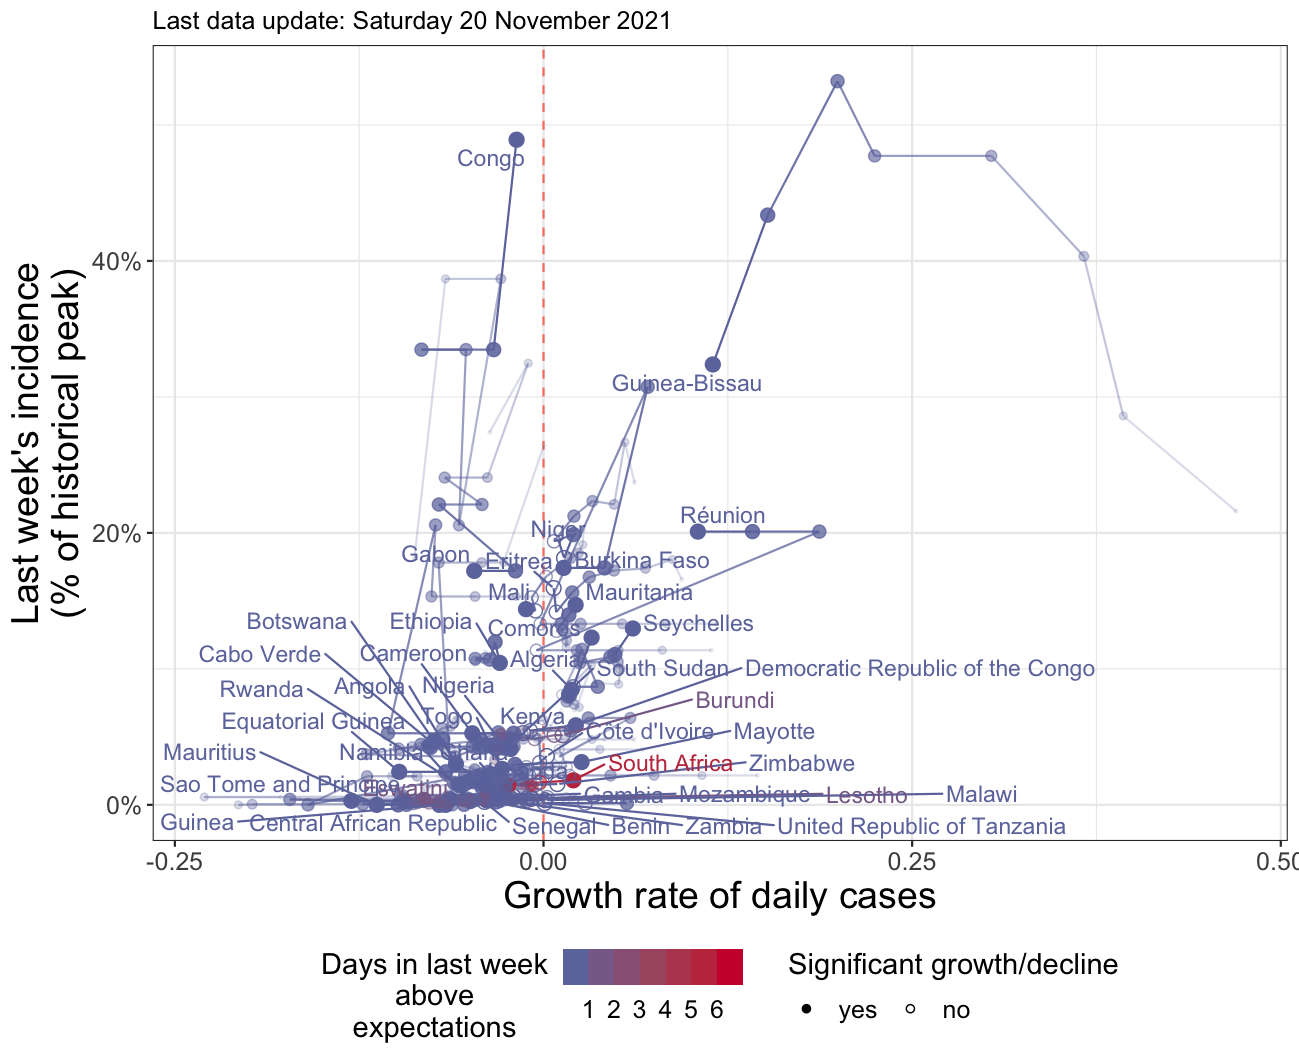 Last data update: Saturday 20 November 2021
Last week's incidence
(% of historical peak)
40%
20%
0%
Congo
Guinea-Bissau
Niger
Réunion
Gabon
Eritrea
Burkina Faso
Mali
Mauritania
Botswana
Ethiopia
Comoros
Seychelles
Cabo Verde
Cameroon
Algeria
South Sudan
Democratic Republic of the Congo
Rwanda
Angola
Nigeria
Burundi
Equatorial Guinea
Togo
Kenya
Côte d'Ivoire
Mayotte
Mauritius
Namibia
Ghana
South Africa
Zimbabwe
Sao Tome and Principe
Eswatini
Gambia
Mozambique
Lesotho
Malawi
Guinea
Central African Republic
Senegal
Benin
Zambia
United Republic of Tanzania
-0.25
0.00
0.25
0.50
Growth rate of daily cases
Days in last week
above
expectations
1 2 3 4 5 6
Significant growth/decline
yes
no